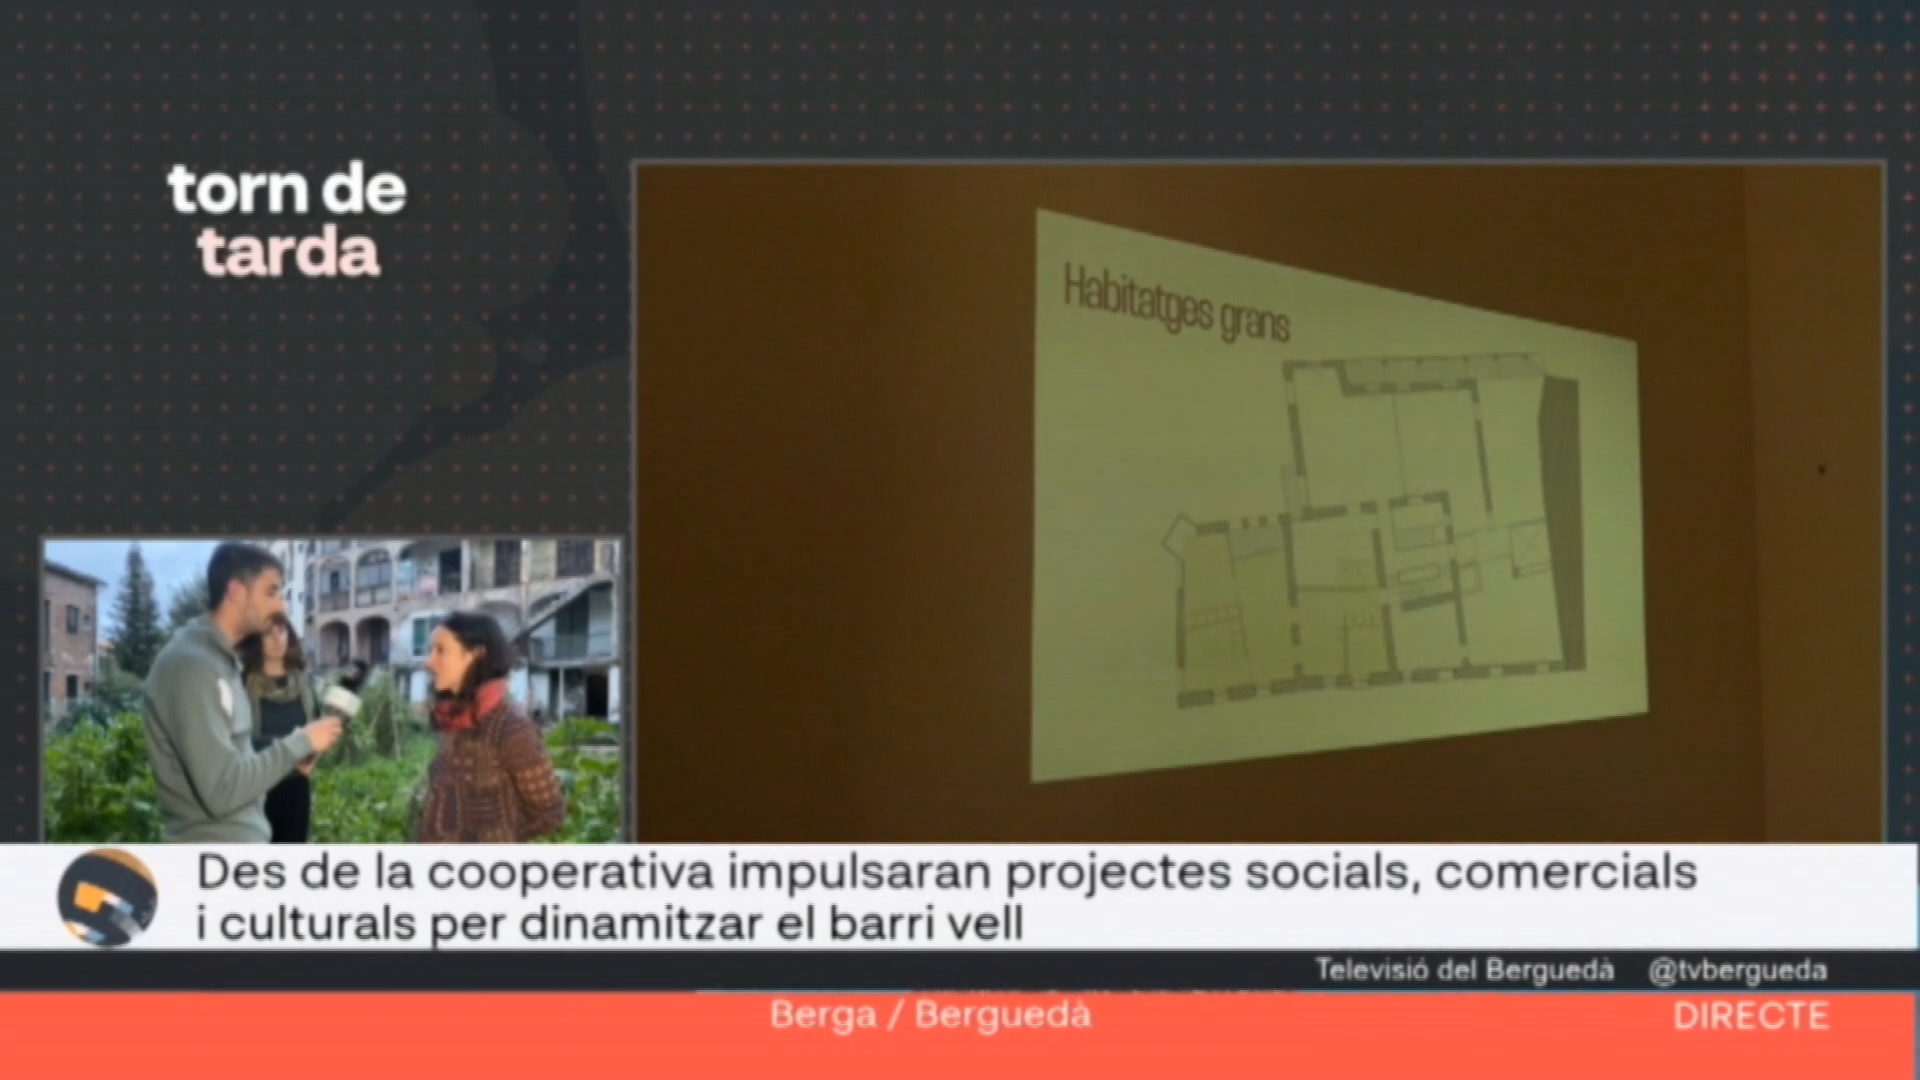 torn de
tarda
Habitatges grans
Des de la cooperativa impulsaran projectes socials, comercials
i culturals per dinamitzar el barri vell
Televisió del Berguedà @tvbergueda
Berga / Berguedà
DIRECTE